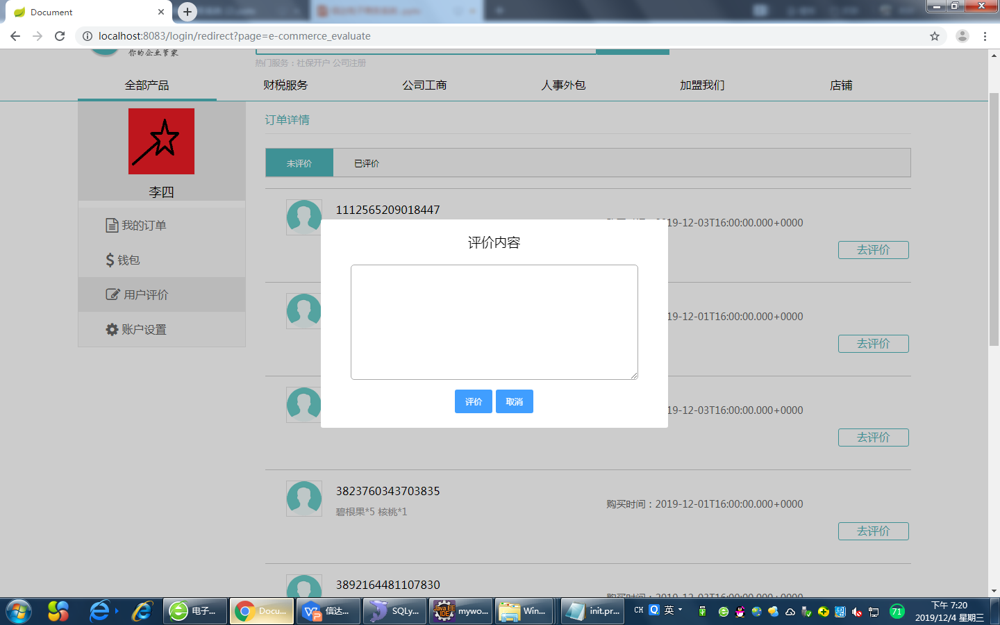 Document
localhost:8083/login/redirect?page=e-commerce_evaluate
你的企业管家
热门服务：社保开户 公司注册
全部产品 财税服务 公司工商 人事外包 加盟我们 店铺
李四
我的订单
钱包
用户评价
账户设置
订单详情
未评价 已评价
1112565209018447
2019-12-03T16:00:00.000+0000
去评价
19-12-01T16:00:00.000+0000
去评价
19-12-03T16:00:00.000+0000
去评价
3823760343703835
碧根果*5 核桃*1
购买时间：2019-12-01T16:00:00.000+0000
去评价
3892164481107830
评价内容
评价 取消
电子... Docu... 信达... SQLy... mywo... Win... init.pr...
CH 英 71
下午 7:20
2019/12/4 星期三